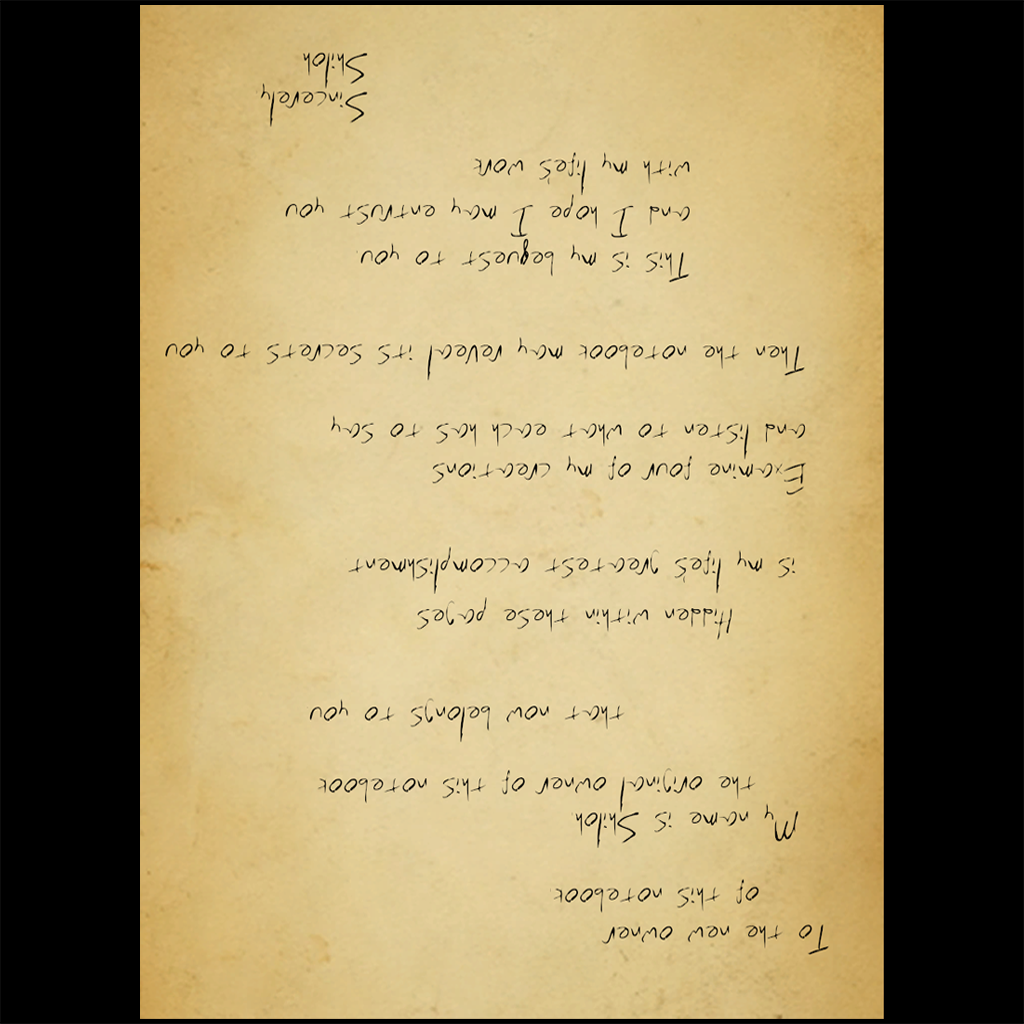 To the new owner
of this notebook
My name is Shiloh
the original owner of this notebook
that now belongs to you
Hidden within these pages
is my life's greatest accomplishment
Examine four of my creations
and listen to what each has to say
Then the notebook may reveal its secrets to you
This is my bequest to you
and I hope I may entrust you
with my life's work
Sincerely
Shiloh